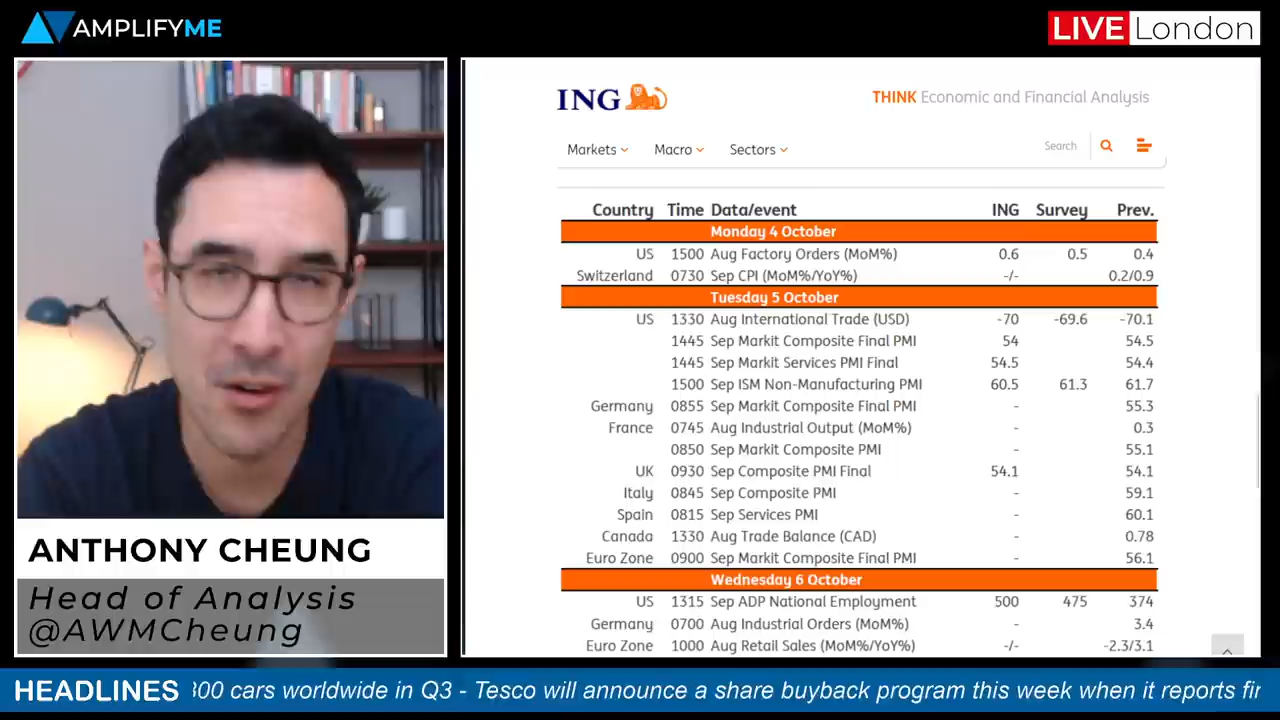 AMPLIFYME
LIVE London
ING
THINK Economic and Financial Analysis
Markets Macro Sectors Search
Country Time Data/event ING Survey Prev.
Monday 4 October
US 1500 Aug Factory Orders (MoM%) 0.6 0.5 0.4
Switzerland 0730 Sep CPI (MoM%/YoY%) -/- 0.2/0.9
Tuesday 5 October
US 1330 Aug International Trade (USD) -70 -69.6 -70.1
1445 Sep Markit Composite Final PMI 54 54.5
1445 Sep Markit Services PMI Final 54.5 54.4
1500 Sep ISM Non-Manufacturing PMI 60.5 61.3 61.7
Germany 0855 Sep Markit Composite Final PMI - 55.3
France 0745 Aug Industrial Output (MoM%) - 0.3
0850 Sep Markit Composite PMI - 55.1
UK 0930 Sep Composite PMI Final 54.1 54.1
Italy 0845 Sep Composite PMI - 59.1
Spain 0815 Sep Services PMI - 60.1
Canada 1330 Aug Trade Balance (CAD) - 0.78
Euro Zone 0900 Sep Markit Composite Final PMI - 56.1
Wednesday 6 October
US 1315 Sep ADP National Employment 500 475 374
Germany 0700 Aug Industrial Orders (MoM%) - 3.4
Euro Zone 1000 Aug Retail Sales (MoM%/YoY%) -/- -2.3/3.1
ANTHONY CHEUNG
Head of Analysis
@AWMCheung
HEADLINES 00 cars worldwide in Q3 - Tesco will announce a share buyback program this week when it reports fir